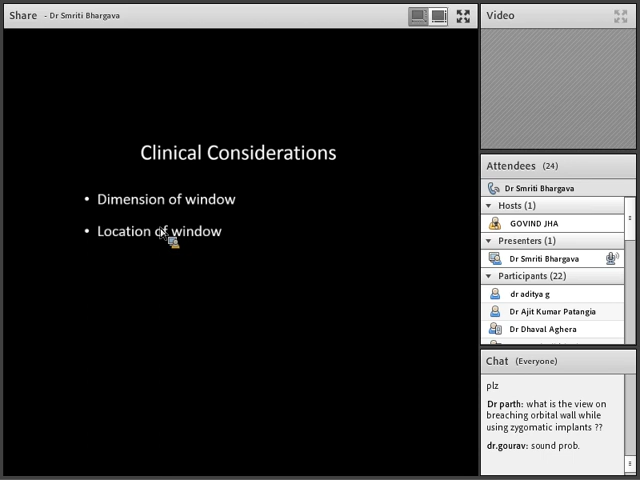 Share - Dr Smriti Bhargava
Clinical Considerations
• Dimension of window
• Location of window
Video
Attendees (24)
Dr Smriti Bhargava
Hosts (1)
GOVIND JHA
Presenters (1)
Dr Smriti Bhargava
Participants (22)
dr aditya g
Dr Ajit Kumar Patangia
Dr Dhaval Aghera
Chat (Everyone)
plz
Dr parth: what is the view on
breaching orbital wall while
using zygomatic implants ??
dr.gourav: sound prob.